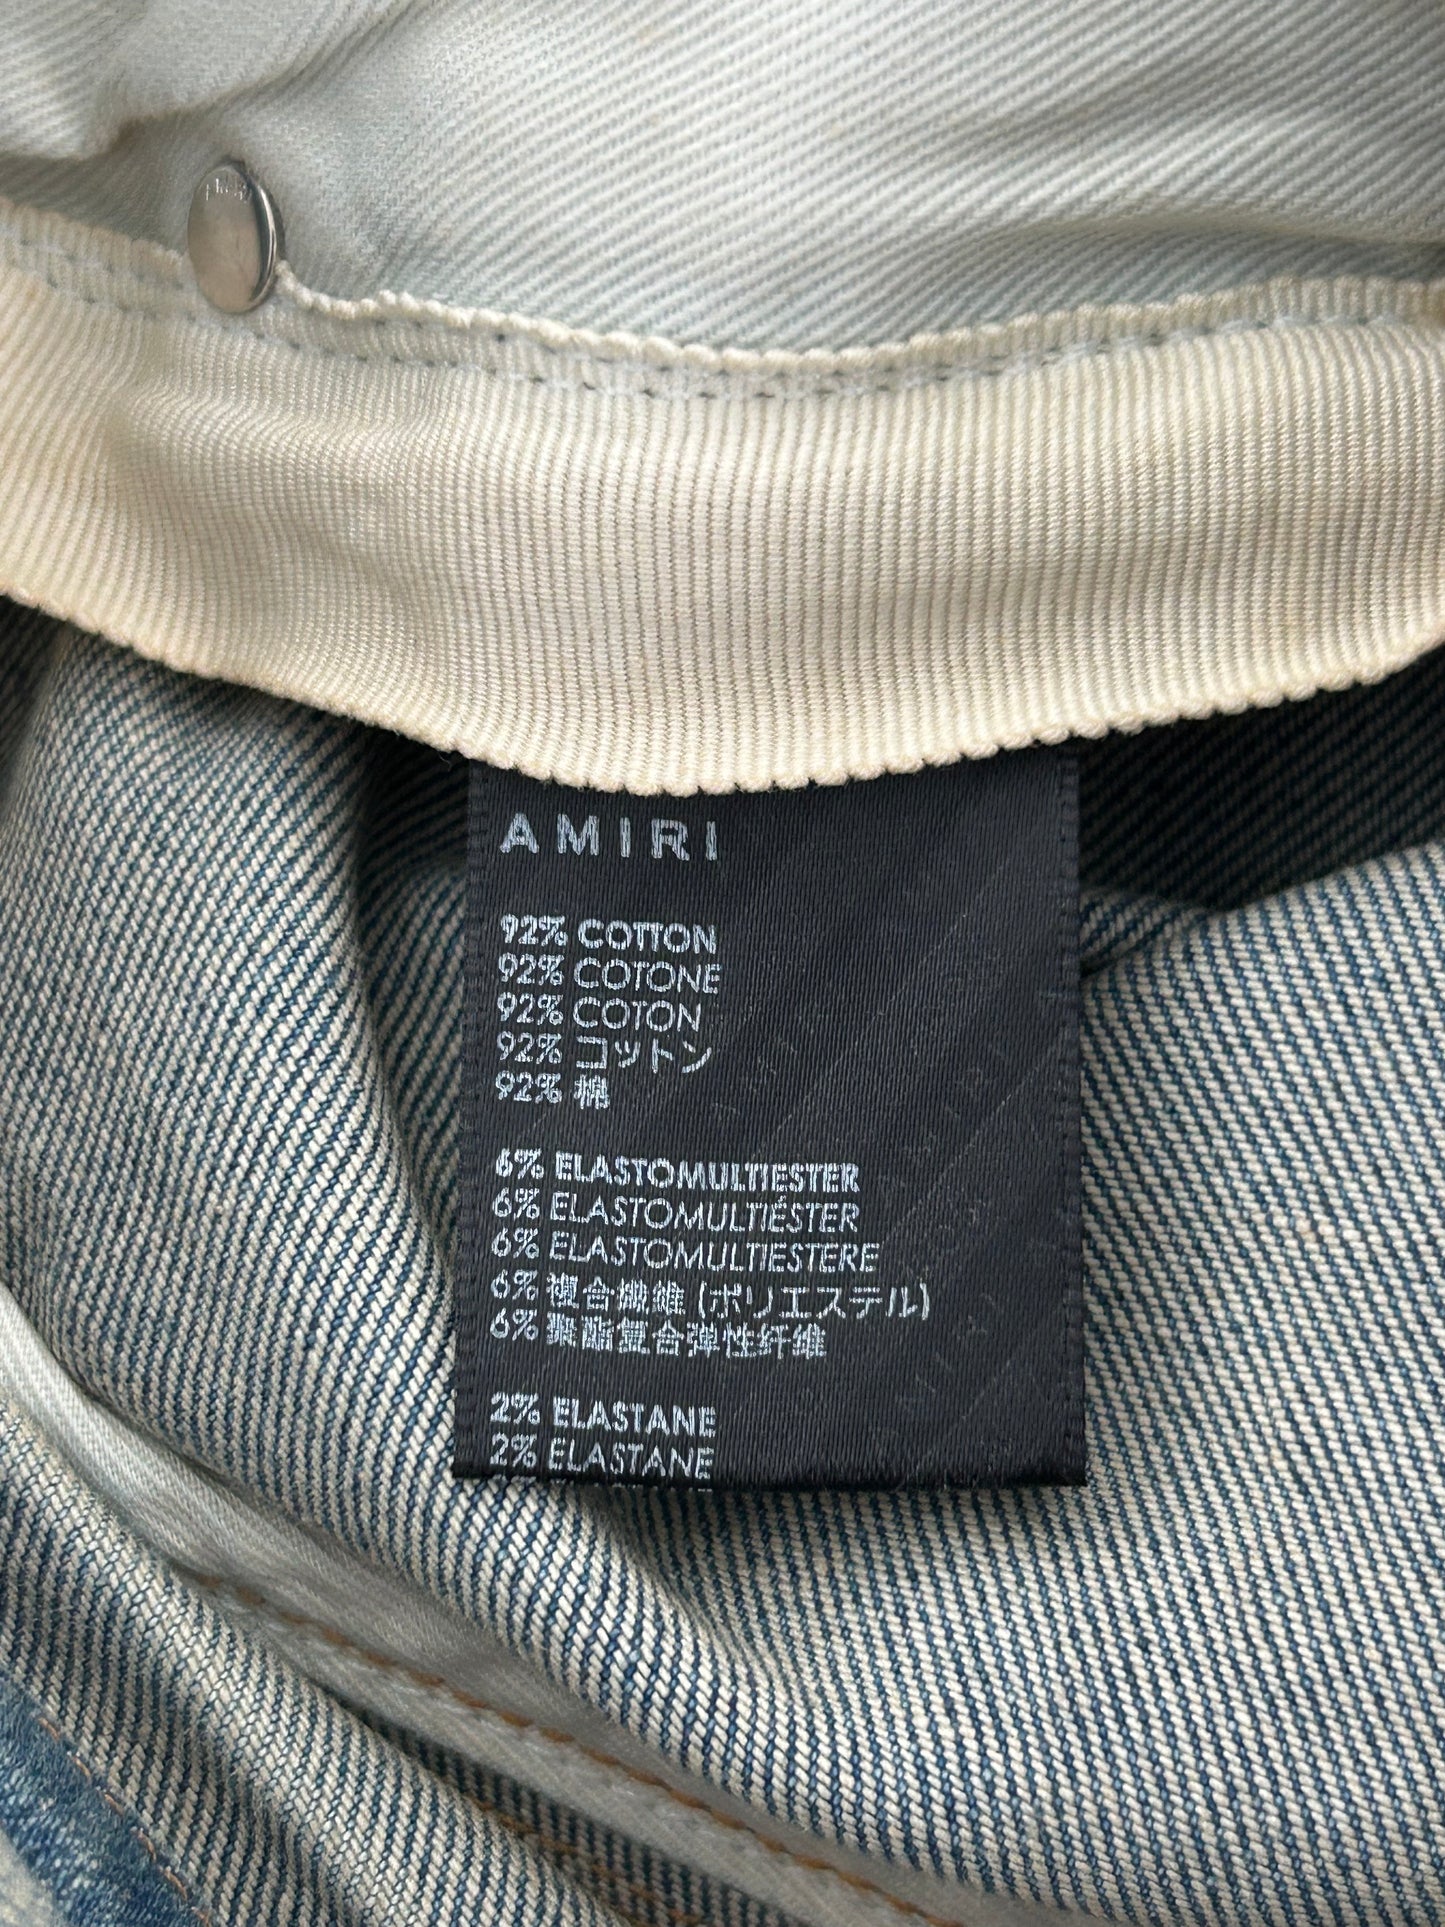 AMIRI
92% COTTON
92% COTONE
92% COTON
92% コットン
92% 棉
6% ELASTOMULTIESTER
6% ELASTOMULTIÉSTER
6% ELASTOMULTIESTERE
6% 複合繊維 (ポリエステル)
6% 聚酯复合弹性纤维
2% ELASTANE
2% ELASTANE